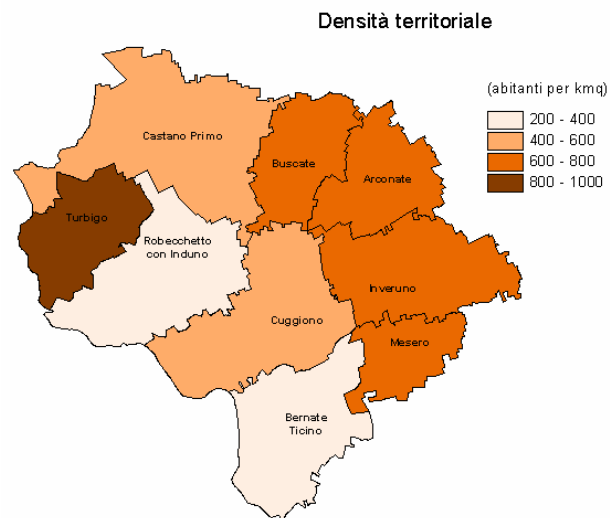 Densità territoriale
(abitanti per kmq)
200 - 400
400 - 600
600 - 800
800 - 1000
Castano Primo
Buscate
Arconate
Turbigo
Robecchetto
con Induno
Inveruno
Cuggiono
Mesero
Bernate
Ticino